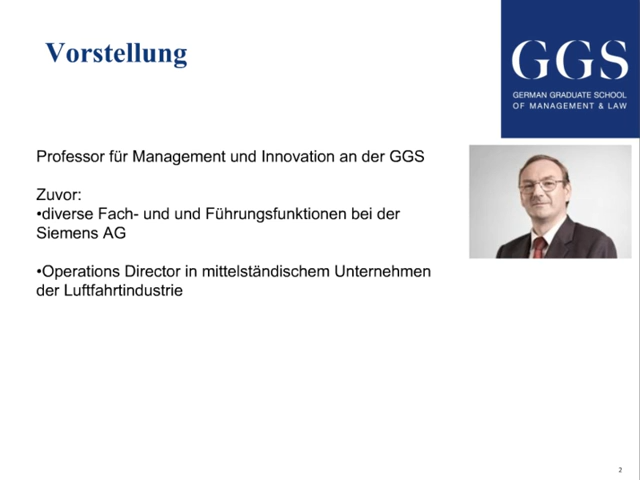 Vorstellung
GGS
GERMAN GRADUATE SCHOOL
OF MANAGEMENT & LAW
Professor für Management und Innovation an der GGS
Zuvor:
•diverse Fach- und und Führungsfunktionen bei der
Siemens AG
•Operations Director in mittelständischem Unternehmen
der Luftfahrtindustrie
2